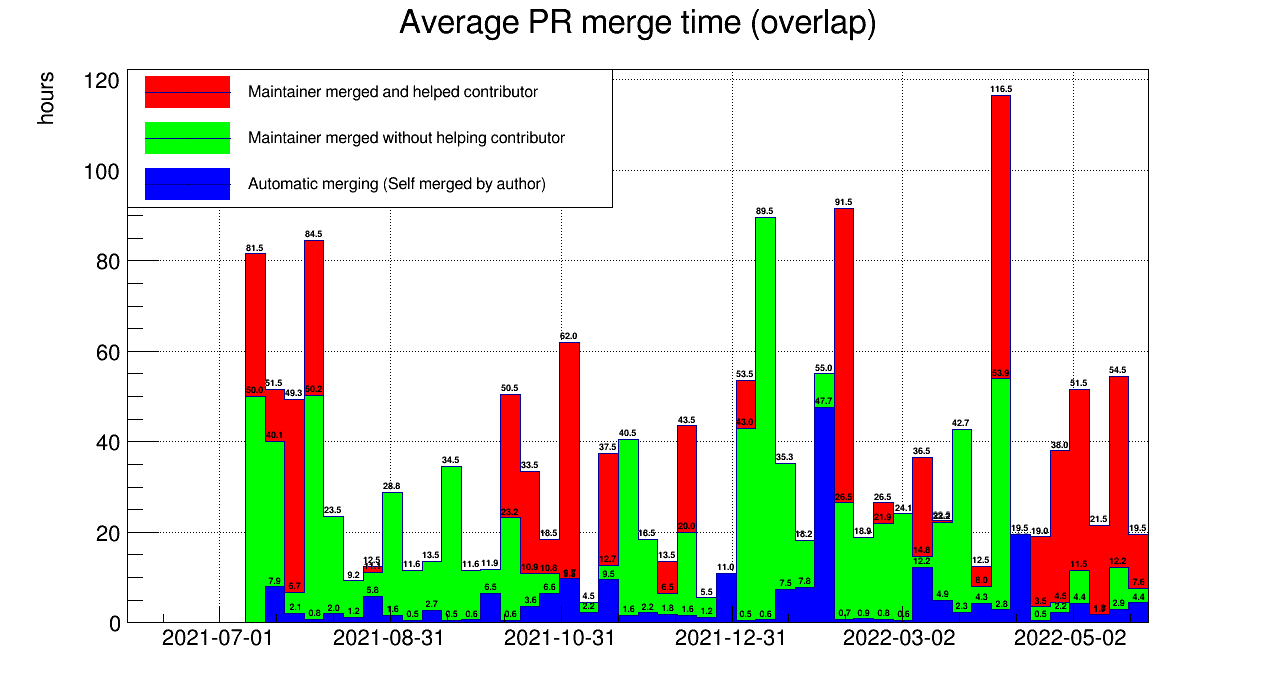 Average PR merge time (overlap)
hours
Maintainer merged and helped contributor
Maintainer merged without helping contributor
Automatic merging (Self merged by author)
120
100
80
60
40
20
0
116.5
91.5
89.5
84.5
81.5
62.0
55.0
53.9
53.5
54.5
51.5 49.3 50.2 50.5 51.5
50.0
47.7
43.5 43.0 42.7
40.1 40.5
37.5 36.5 38.0
34.5 33.5 35.3
28.8
26.5 26.5
23.5 23.2 24.1
20.0 21.9 21.5
18.5 18.5 18.2 18.9 19.5 19.0 19.5
12.5 13.5 12.7 13.5 14.8 12.5
9.2 11.6 11.6 11.9 10.9 10.8 11.0 12.2 11.5 12.2
7.9 6.7 5.8 6.5 6.6 9.5 6.5 7.5 7.8 8.0 7.6
2.1 0.8 2.0 1.2 1.6 0.5 2.7 0.5 0.6 0.6 3.6 4.5 2.2 1.6 2.2 1.8 1.6 5.5 1.2 0.5 0.6 0.7 0.9 0.8 0.6 4.9 2.3 4.3 2.8 3.5 0.5 4.5 2.2 4.4 1.8 2.9 4.4
2021-07-01 2021-08-31 2021-10-31 2021-12-31 2022-03-02 2022-05-02